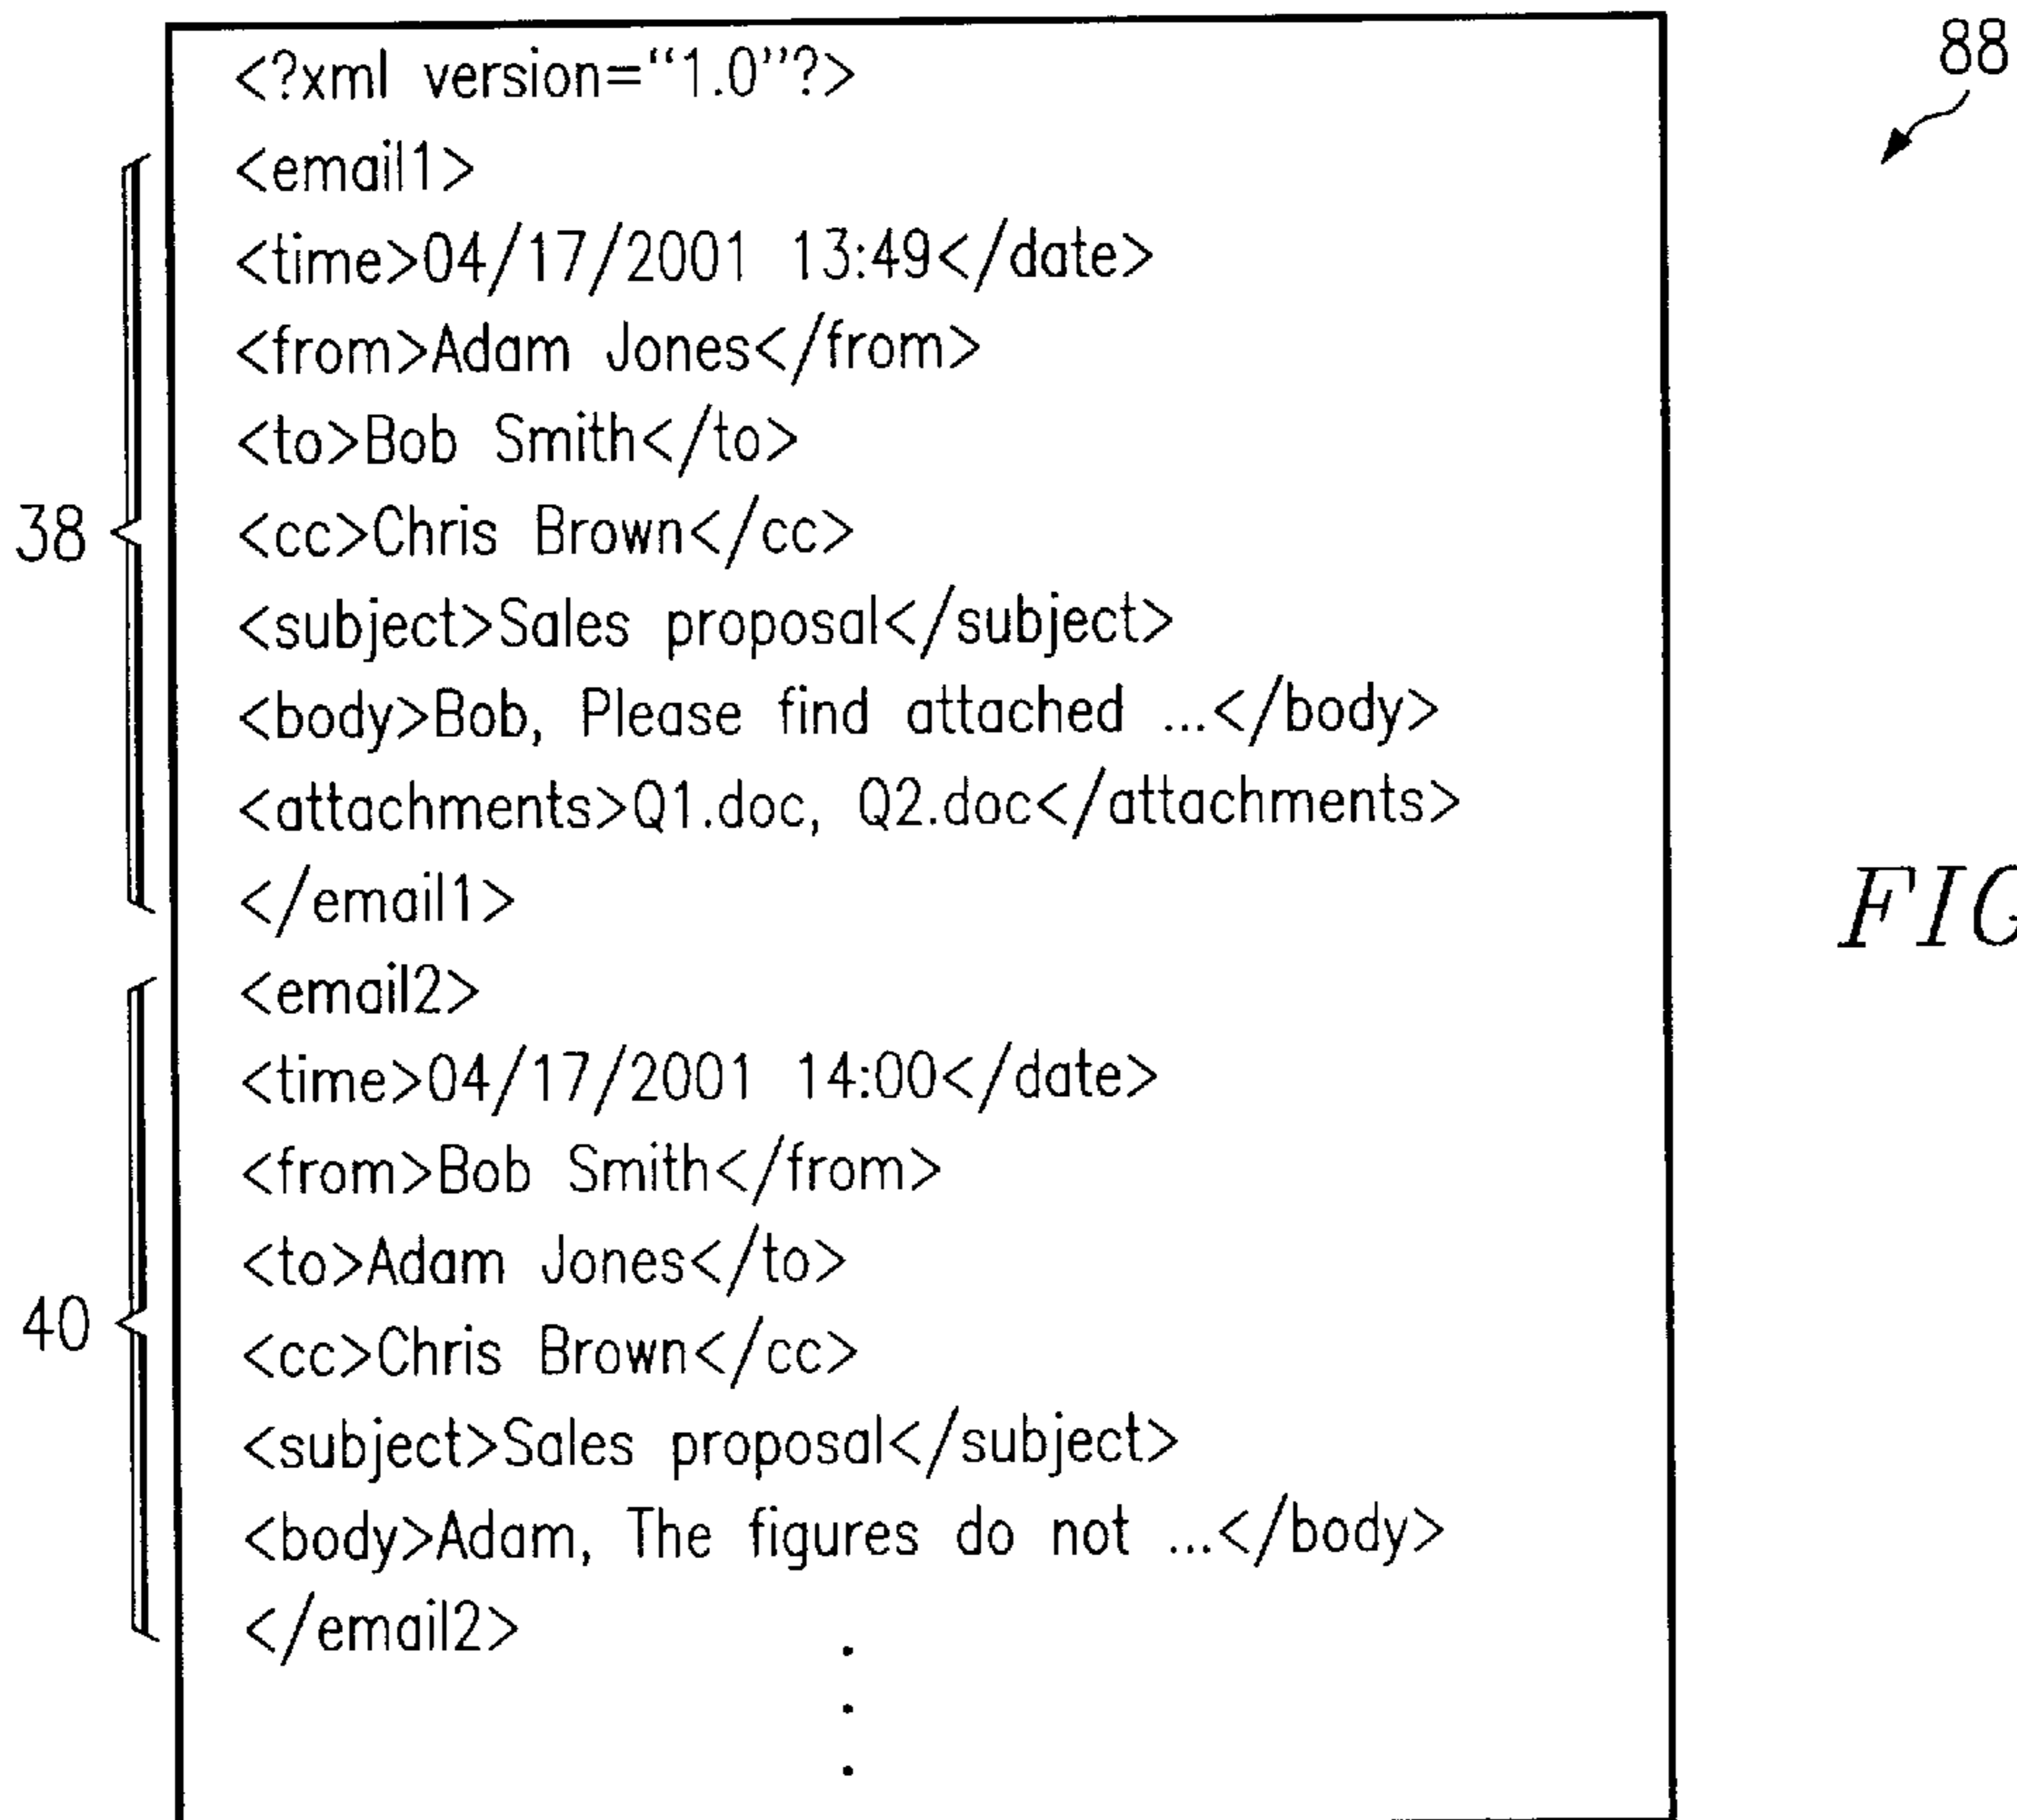 88
<?xml version=“1.0”?>
<email1>
<time>04/17/2001 13:49</date>
<from>Adam Jones</from>
<to>Bob Smith</to>
38
<cc>Chris Brown</cc>
<subject>Sales proposal</subject>
<body>Bob, Please find attached ...</body>
<attachments>Q1.doc, Q2.doc</attachments>
</email1>
FIG
<email2>
<time>04/17/2001 14:00</date>
<from>Bob Smith</from>
<to>Adam Jones</to>
40
<cc>Chris Brown</cc>
<subject>Sales proposal</subject>
<body>Adam, The figures do not ...</body>
</email2>